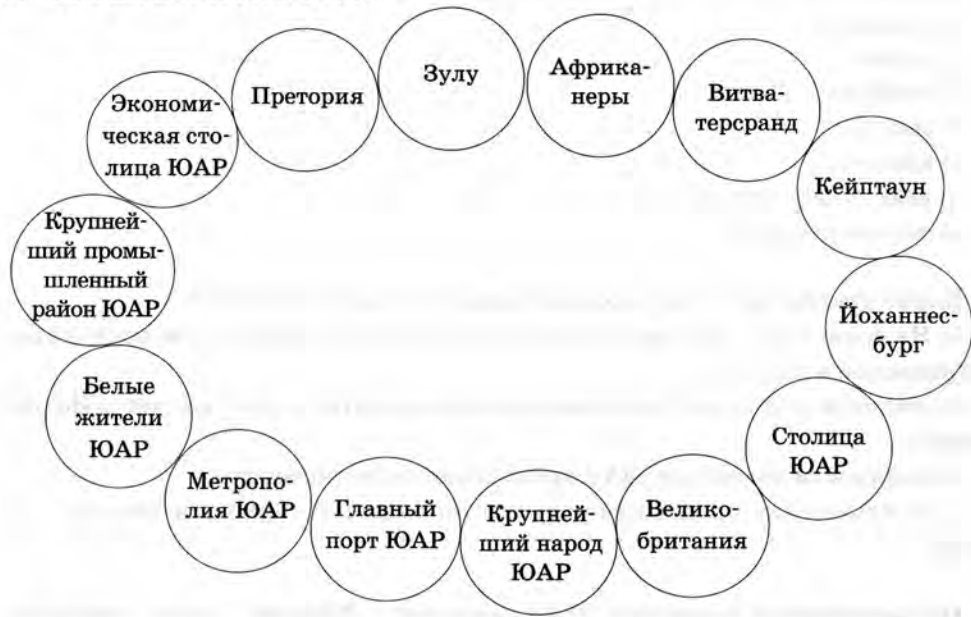 Зулу
Африка-
неры
Претория
Витва-
терсранд
Экономи-
ческая сто-
лица ЮАР
Кейптаун
Крупней-
ший промы-
шленный
район ЮАР
Йоханнес-
бург
Белые
жители
ЮАР
Столица
ЮАР
Метропо-
лия ЮАР
Главный
порт ЮАР
Крупней-
ший народ
ЮАР
Велико-
британия